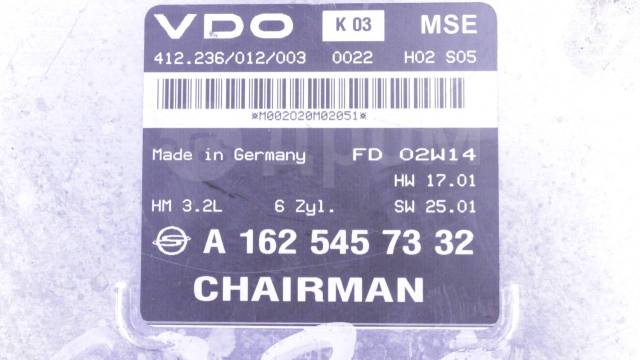 VDO K 03 MSE
412.236/012/003 0022 H02 S05
*M002020M02051*
Made in Germany FD 02W14
HW 17.01
HM 3.2L 6 Zyl. SW 25.01
A 162 545 73 32
CHAIRMAN